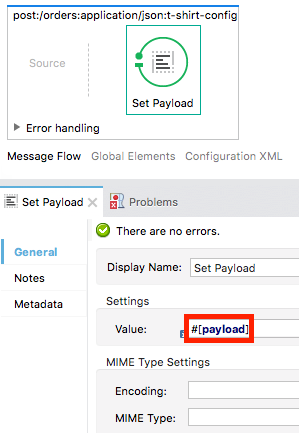 post:/orders:application/json:t-shirt-config
Source
Set Payload
Error handling
Message Flow Global Elements Configuration XML
Set Payload Problems
There are no errors.
General
Notes
Metadata
Display Name: Set Payload
Settings
Value: #[payload]
MIME Type Settings
Encoding:
MIME Type: